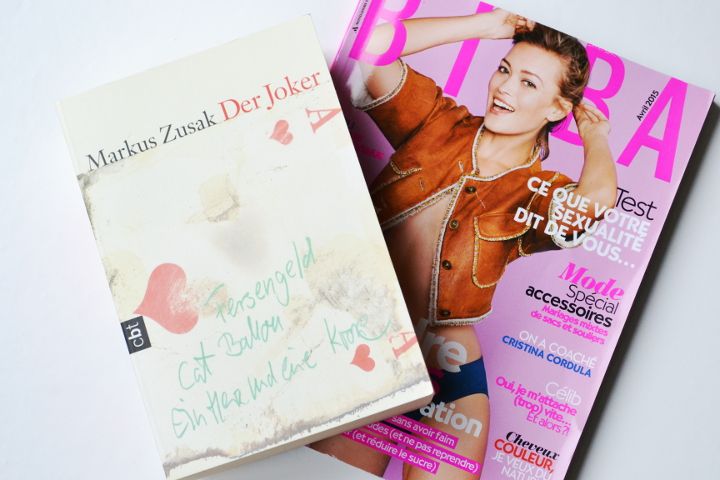 Markus Zusak Der Joker
A
Fersengeld
Cat Ballou
Ein Herz und eine Krone
A
cbt
BIBA
Avril 2015
Test
CE QUE VOTRE
SEXUALITÉ
DIT DE VOUS...
Mode
Spécial
accessoires
Mariages mixtes
de sacs et souliers
ON A COACHÉ
CRISTINA CORDULA
Célib
Oui, je m'attache
(trop) vite...
Et alors ?
Cheveux
COULEUR,
JE VEUX DU
sans avoir faim
(et ne pas reprendre)
(et réduire le sucre)